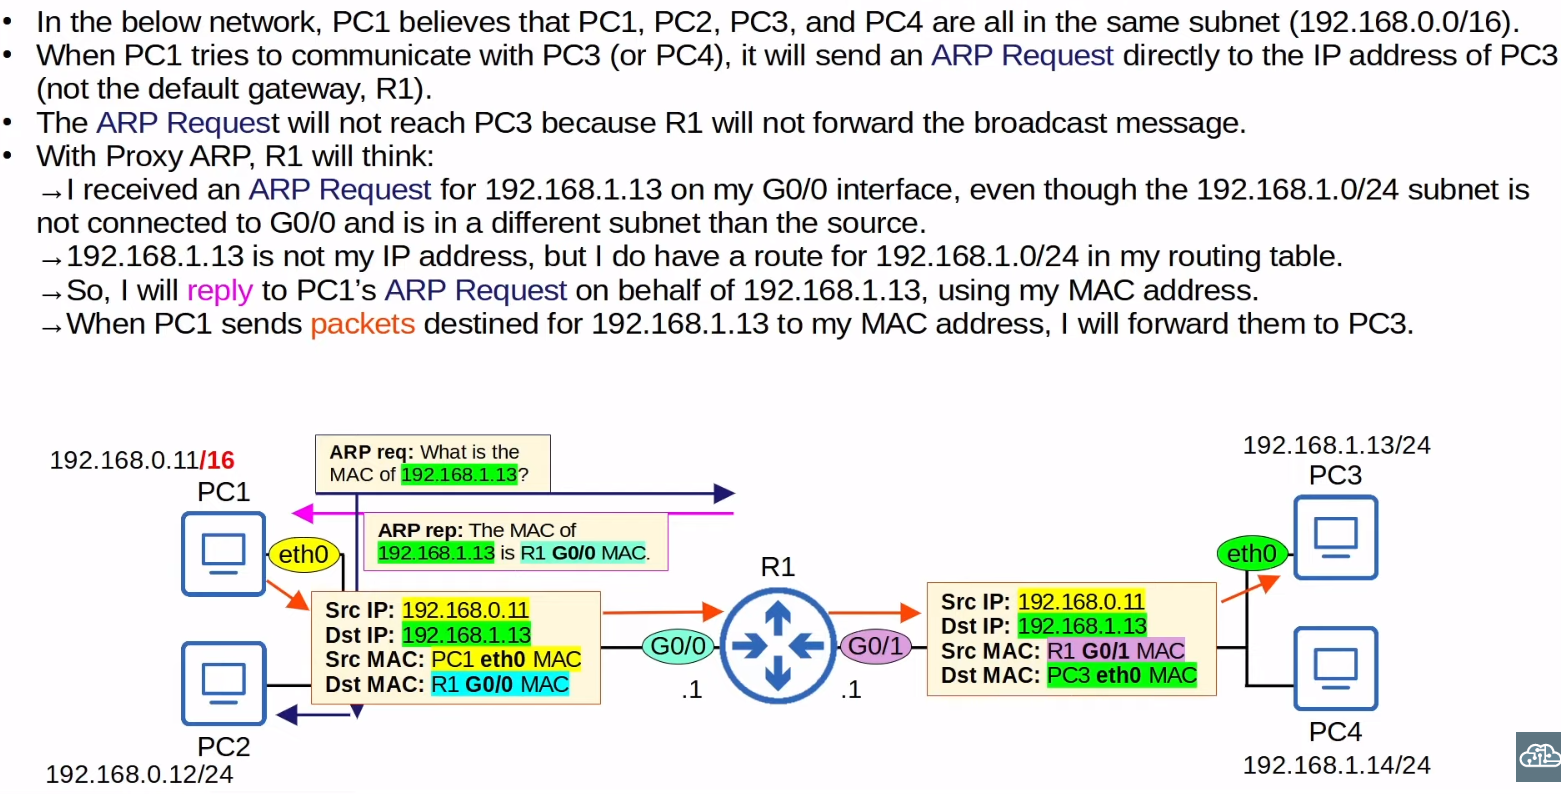 • In the below network, PC1 believes that PC1, PC2, PC3, and PC4 are all in the same subnet (192.168.0.0/16).
• When PC1 tries to communicate with PC3 (or PC4), it will send an ARP Request directly to the IP address of PC3
(not the default gateway, R1).
• The ARP Request will not reach PC3 because R1 will not forward the broadcast message.
• With Proxy ARP, R1 will think:
→I received an ARP Request for 192.168.1.13 on my G0/0 interface, even though the 192.168.1.0/24 subnet is
not connected to G0/0 and is in a different subnet than the source.
→192.168.1.13 is not my IP address, but I do have a route for 192.168.1.0/24 in my routing table.
→So, I will reply to PC1’s ARP Request on behalf of 192.168.1.13, using my MAC address.
→When PC1 sends packets destined for 192.168.1.13 to my MAC address, I will forward them to PC3.
192.168.0.11/16
PC1
eth0
ARP req: What is the
MAC of 192.168.1.13?
ARP rep: The MAC of
192.168.1.13 is R1 G0/0 MAC.
Src IP: 192.168.0.11
Dst IP: 192.168.1.13
Src MAC: PC1 eth0 MAC
Dst MAC: R1 G0/0 MAC
PC2
192.168.0.12/24
R1
G0/0
.1
G0/1
.1
Src IP: 192.168.0.11
Dst IP: 192.168.1.13
Src MAC: R1 G0/1 MAC
Dst MAC: PC3 eth0 MAC
192.168.1.13/24
PC3
eth0
PC4
192.168.1.14/24